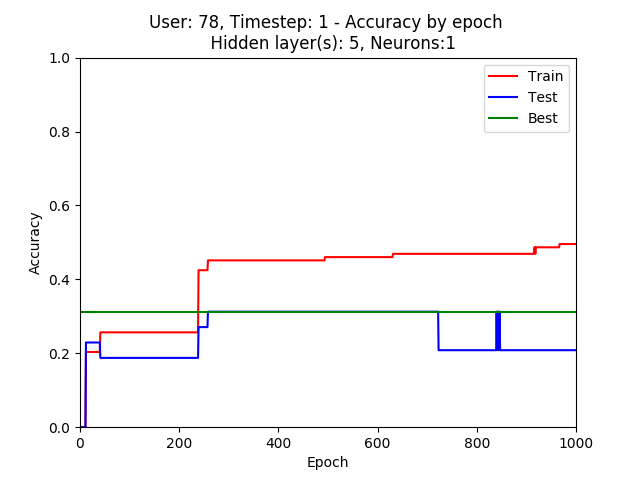 User: 78, Timestep: 1 - Accuracy by epoch
Hidden layer(s): 5, Neurons:1
Train
Test
Best
Accuracy
1.0
0.8
0.6
0.4
0.2
0.0
0 200 400 600 800 1000
Epoch